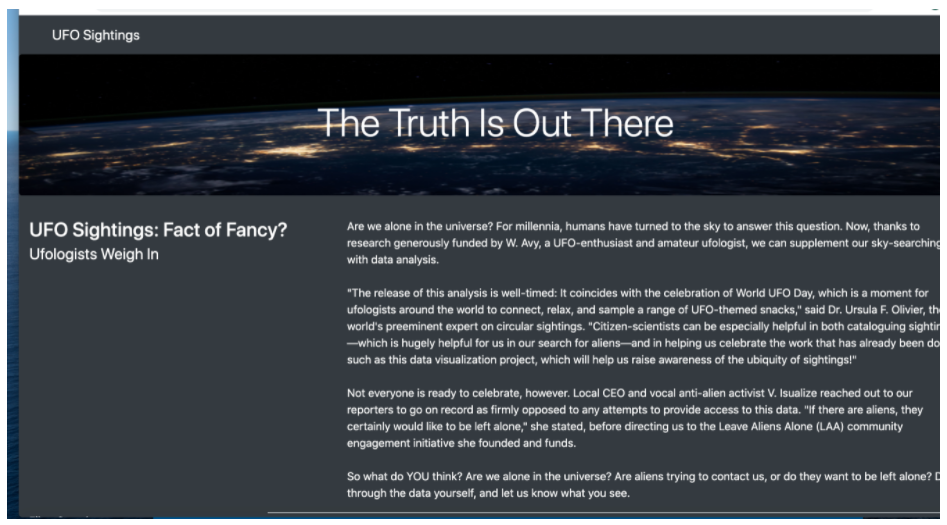 UFO Sightings
The Truth Is Out There
UFO Sightings: Fact of Fancy?
Ufologists Weigh In
Are we alone in the universe? For millennia, humans have turned to the sky to answer this question. Now, thanks to
research generously funded by W. Avy, a UFO-enthusiast and amateur ufologist, we can supplement our sky-searching
with data analysis.
"The release of this analysis is well-timed: It coincides with the celebration of World UFO Day, which is a moment for
ufologists around the world to connect, relax, and sample a range of UFO-themed snacks," said Dr. Ursula F. Olivier,
world's preeminent expert on circular sightings. "Citizen-scientists can be especially helpful in both cataloguing
—which is hugely helpful for us in our search for aliens—and in helping us celebrate the work that has already been
such as this data visualization project, which will help us raise awareness of the ubiquity of sightings!"
Not everyone is ready to celebrate, however. Local CEO and vocal anti-alien activist V. Isualize reached out to our
reporters to go on record as firmly opposed to any attempts to provide access to this data. "If there are aliens, they
certainly would like to be left alone," she stated, before directing us to the Leave Aliens Alone (LAA) community
engagement initiative she founded and funds.
So what do YOU think? Are we alone in the universe? Are aliens trying to contact us, or do they want to be left alone?
through the data yourself, and let us know what you see.